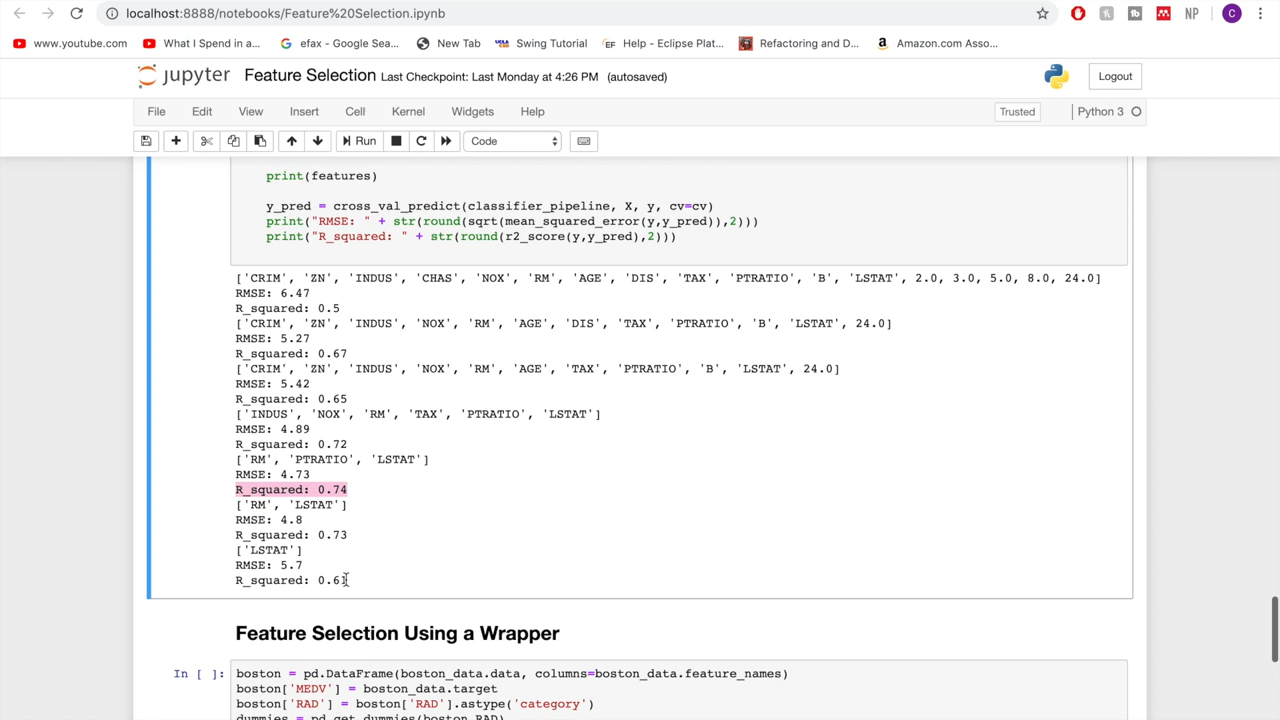 localhost:8888/notebooks/Feature%20Selection.ipynb
NP
C
www.youtube.com What I Spend in a... efax - Google Sea... New Tab Swing Tutorial Help - Eclipse Plat... Refactoring and D... Amazon.com Asso...
jupyter Feature Selection Last Checkpoint: Last Monday at 4:26 PM (autosaved) Logout
File Edit View Insert Cell Kernel Widgets Help Trusted Python 3
Run Code
print(features)
y_pred = cross_val_predict(classifier_pipeline, X, y, cv=cv)
print("RMSE: " + str(round(sqrt(mean_squared_error(y,y_pred)),2)))
print("R_squared: " + str(round(r2_score(y,y_pred),2)))
['CRIM', 'ZN', 'INDUS', 'CHAS', 'NOX', 'RM', 'AGE', 'DIS', 'TAX', 'PTRATIO', 'B', 'LSTAT', 2.0, 3.0, 5.0, 8.0, 24.0]
RMSE: 6.47
R_squared: 0.5
['CRIM', 'ZN', 'INDUS', 'NOX', 'RM', 'AGE', 'DIS', 'TAX', 'PTRATIO', 'B', 'LSTAT', 24.0]
RMSE: 5.27
R_squared: 0.67
['CRIM', 'ZN', 'INDUS', 'NOX', 'RM', 'AGE', 'TAX', 'PTRATIO', 'B', 'LSTAT', 24.0]
RMSE: 5.42
R_squared: 0.65
['INDUS', 'NOX', 'RM', 'TAX', 'PTRATIO', 'LSTAT']
RMSE: 4.89
R_squared: 0.72
['RM', 'PTRATIO', 'LSTAT']
RMSE: 4.73
R_squared: 0.74
['RM', 'LSTAT']
RMSE: 4.8
R_squared: 0.73
['LSTAT']
RMSE: 5.7
R_squared: 0.61
Feature Selection Using a Wrapper
In [ ]: boston = pd.DataFrame(boston_data.data, columns=boston_data.feature_names)
boston['MEDV'] = boston_data.target
boston['RAD'] = boston['RAD'].astype('category')
dummies = pd.get_dummies(boston.RAD)